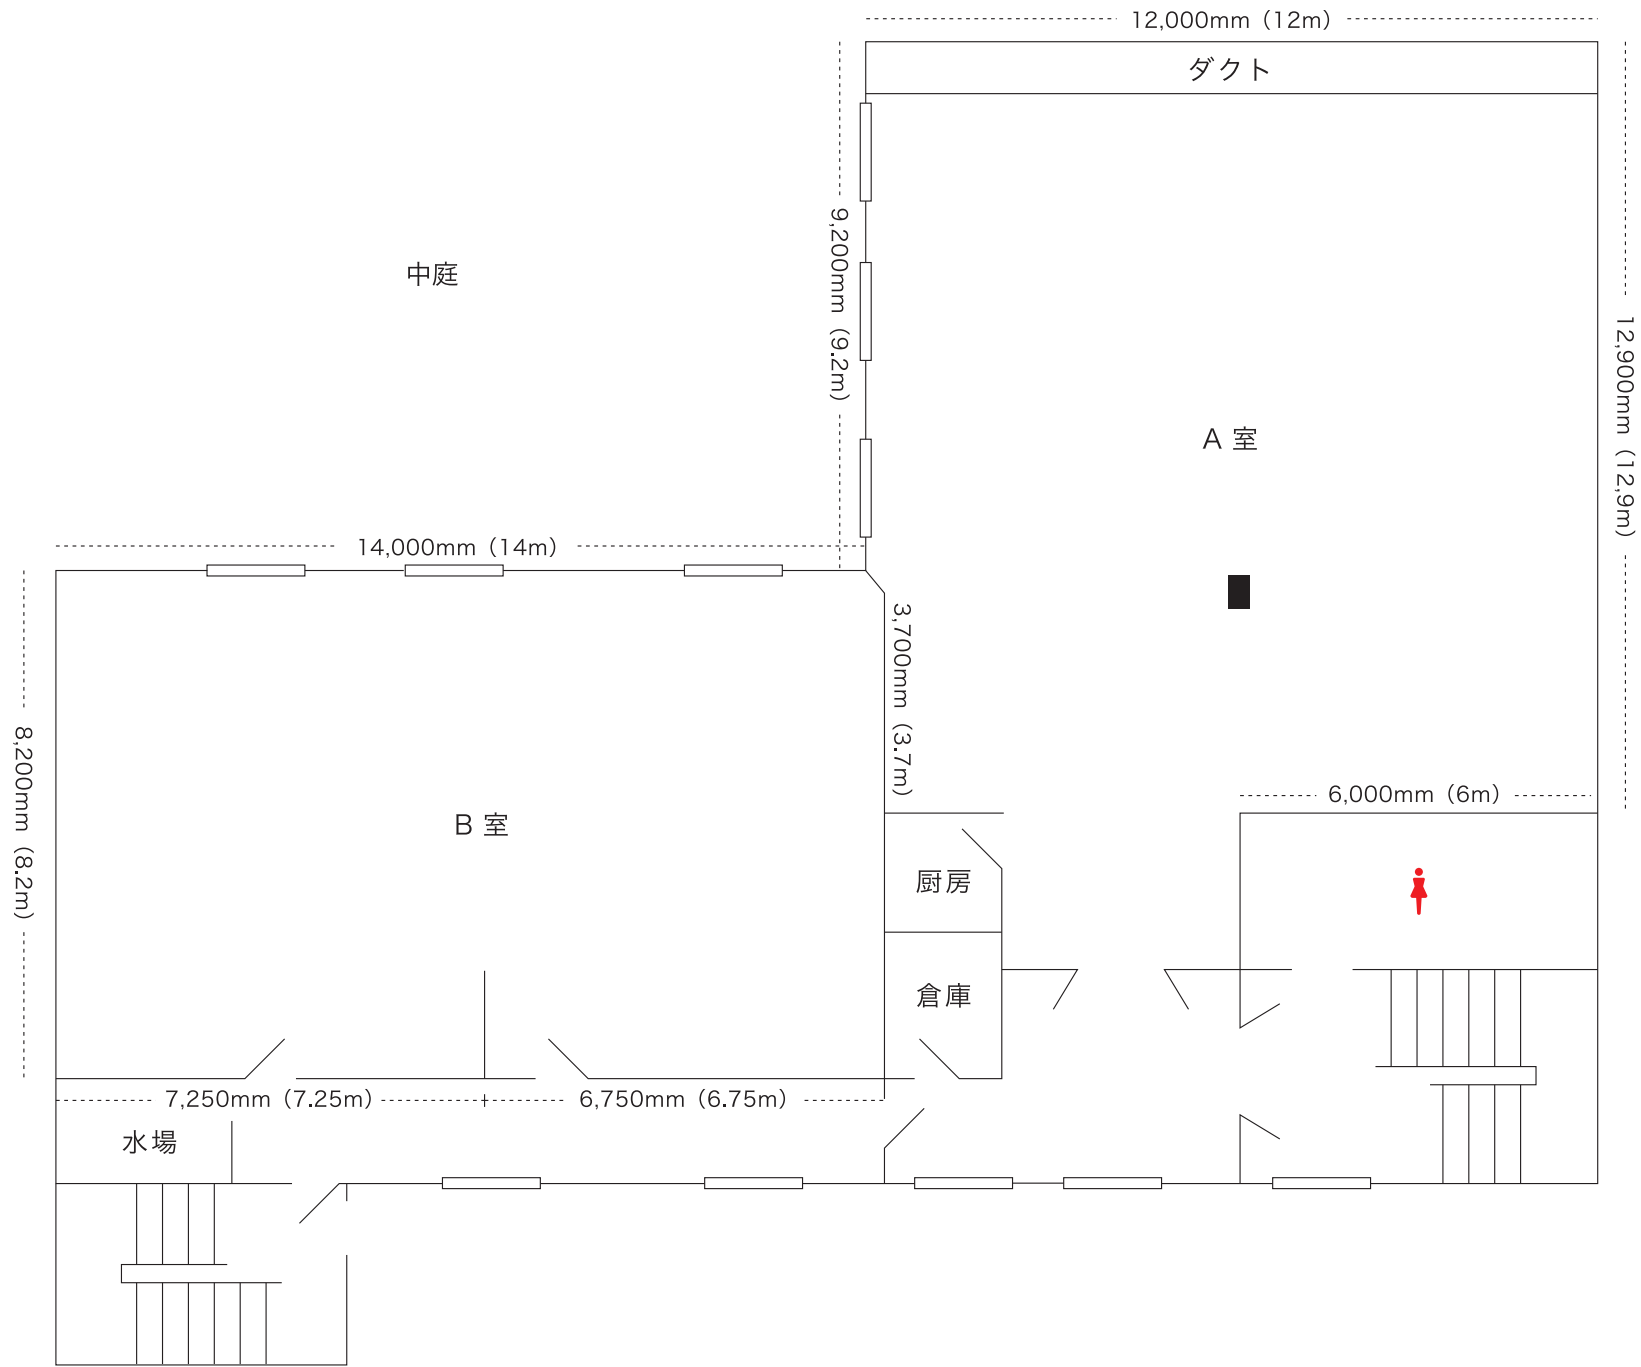 12,000mm（12m）
ダクト
中庭
9,200mm（9.2m）
12,900mm（12,9m）
A 室
14,000mm（14m）
3,700mm（3.7m）
6,000mm（6m）
8,200mm（8.2m）
B 室
厨房
倉庫
7,250mm（7.25m）
6,750mm（6.75m）
水場